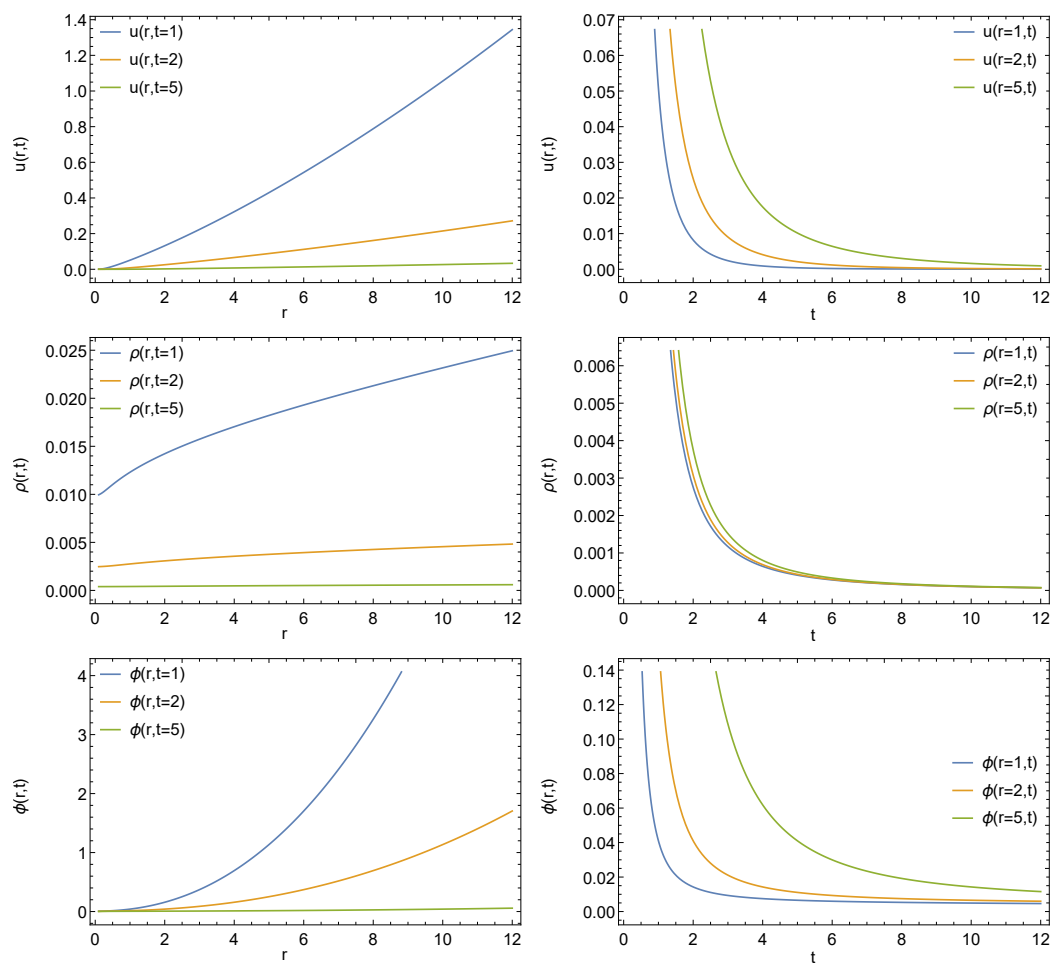 u(r,t=1)
u(r,t=2)
u(r,t=5)
1.4
1.2
1.0
0.8
0.6
0.4
0.2
0.0
u(r,t)
0 2 4 6 8 10 12
r
u(r=1,t)
u(r=2,t)
u(r=5,t)
0.07
0.06
0.05
0.04
0.03
0.02
0.01
0.00
u(r,t)
0 2 4 6 8 10 12
t
ρ(r,t=1)
ρ(r,t=2)
ρ(r,t=5)
0.025
0.020
0.015
0.010
0.005
0.000
ρ(r,t)
0 2 4 6 8 10 12
r
ρ(r=1,t)
ρ(r=2,t)
ρ(r=5,t)
0.006
0.005
0.004
0.003
0.002
0.001
0.000
ρ(r,t)
0 2 4 6 8 10 12
t
ϕ(r,t=1)
ϕ(r,t=2)
ϕ(r,t=5)
4
3
2
1
0
ϕ(r,t)
0 2 4 6 8 10 12
r
0.14
0.12
0.10
0.08
0.06
0.04
0.02
0.00
ϕ(r,t)
ϕ(r=1,t)
ϕ(r=2,t)
ϕ(r=5,t)
0 2 4 6 8 10 12
t